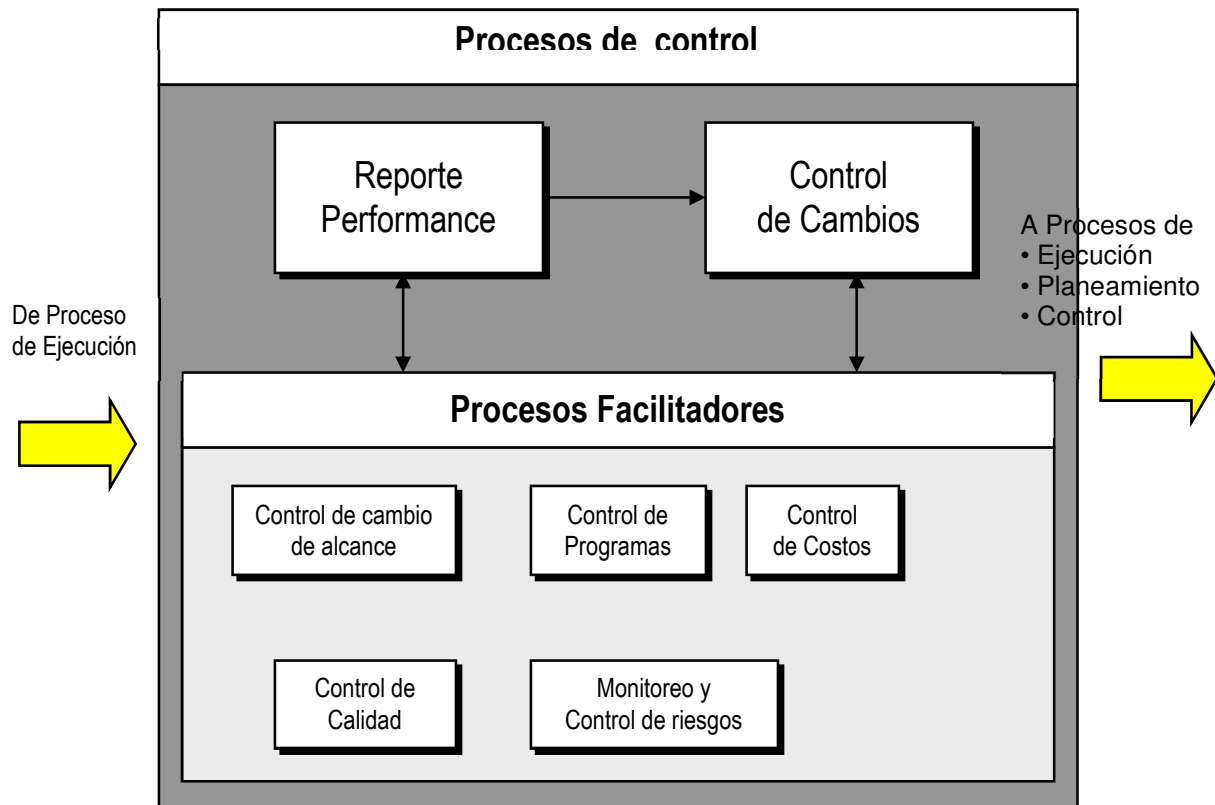 Procesos de control
Reporte
Performance
Control
de Cambios
A Procesos de
• Ejecución
• Planeamiento
• Control
De Proceso
de Ejecución
Procesos Facilitadores
Control de cambio
de alcance
Control de
Programas
Control
de Costos
Control de
Calidad
Monitoreo y
Control de riesgos